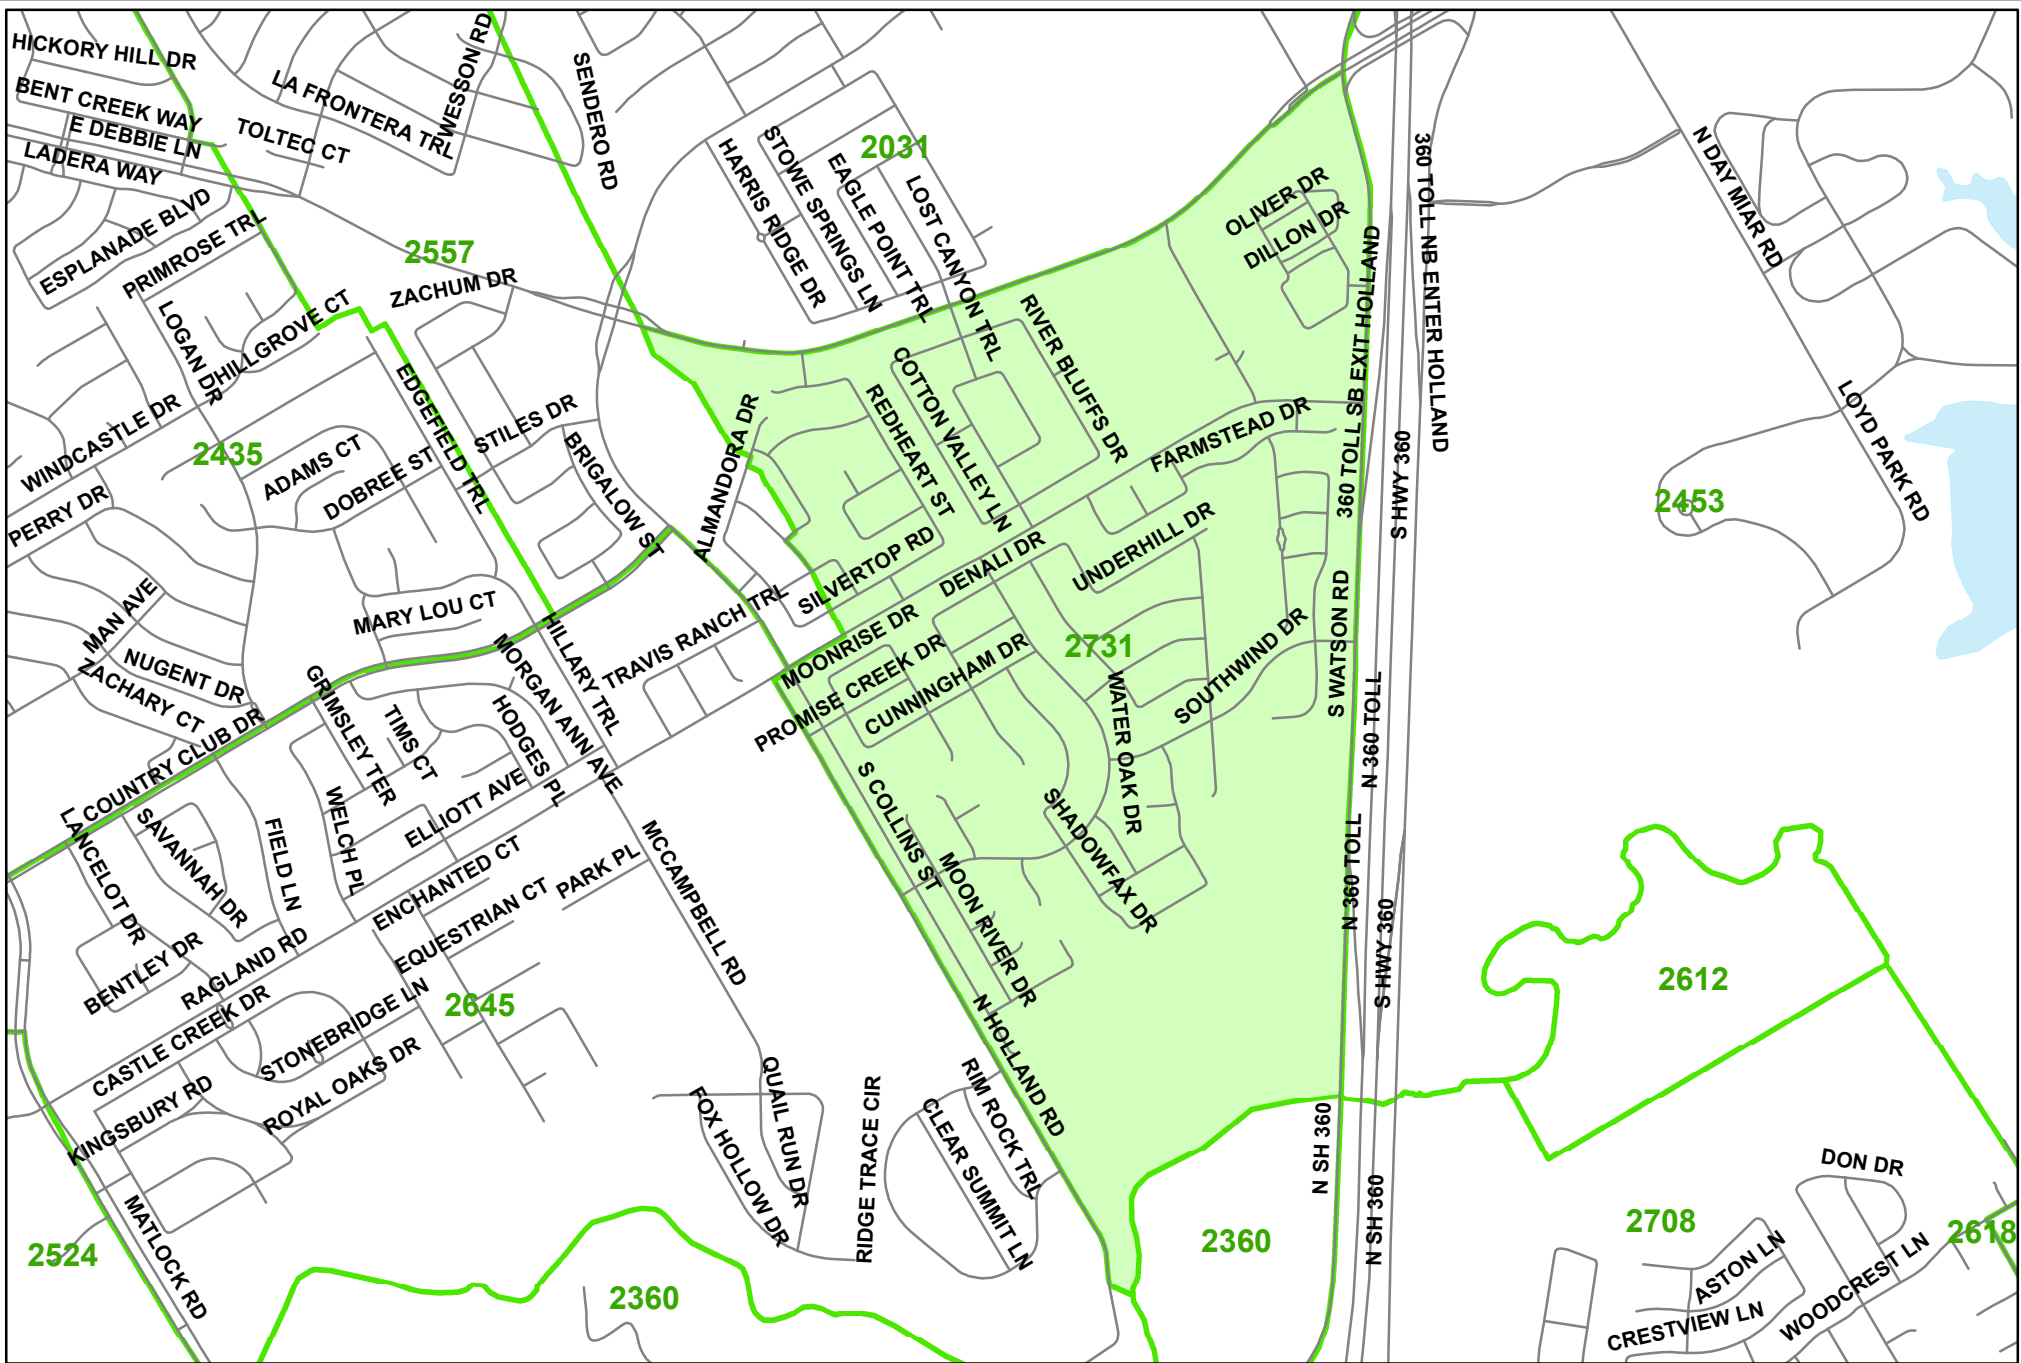 HICKORY HILL DR
BENT CREEK WAY
E DEBBIE LN
LADERA WAY
LA FRONTERA TRL
WESSON RD
TOLTEC CT
SENDERO RD
ESPLANADE BLVD
PRIMROSE TRL
2557
ZACHUM DR
LOGAN DR
HILLGROVE CT
HARRIS RIDGE DR
STOWE SPRINGS LN
EAGLE POINT TRL
2031
LOST CANYON TRL
OLIVER DR
DILLON DR
360 TOLL SB EXIT HOLLAND
360 TOLL NB ENTER HOLLAND
N DAY MIAR RD
LOYD PARK RD
WINDCASTLE DR
2435
PERRY DR
ADAMS CT
DOBREE ST
EDGEFIELD TRL
STILES DR
BRIGALOW ST
ALMANDORA DR
REDHEART ST
COTTON VALLEY LN
RIVER BLUFFS DR
FARMSTEAD DR
S HWY 360
2453
SILVERTOP RD
DENALI DR
UNDERHILL DR
MAN AVE
NUGENT DR
ZACHARY CT
MARY LOU CT
MORGAN ANN AVE
HILLARY TRL
TRAVIS RANCH TRL
MOONRISE DR
PROMISE CREEK DR
CUNNINGHAM DR
2731
WATER OAK DR
SOUTHWIND DR
S WATSON RD
N 360 TOLL
GRIMSLEY TER
TIMS CT
HODGES PL
COUNTRY CLUB DR
LANCELOT DR
SAVANNAH DR
FIELD LN
WELCH PL
ELLIOTT AVE
ENCHANTED CT
EQUESTRIAN CT
PARK PL
MCCAMPBELL RD
S COLLINS ST
MOON RIVER DR
SHADOWFAX DR
N 360 TOLL
S HWY 360
2612
BENTLEY DR
RAGLAND RD
CASTLE CREEK DR
STONEBRIDGE LN
2645
KINGSBURY RD
ROYAL OAKS DR
N HOLLAND RD
FOX HOLLOW DR
QUAIL RUN DR
RIDGE TRACE CIR
CLEAR SUMMIT LN
RIM ROCK TRL
N SH 360
N SH 360
2524
MATLOCK RD
2360
2360
2708
DON DR
2618
ASTON LN
CRESTVIEW LN
WOODCREST LN